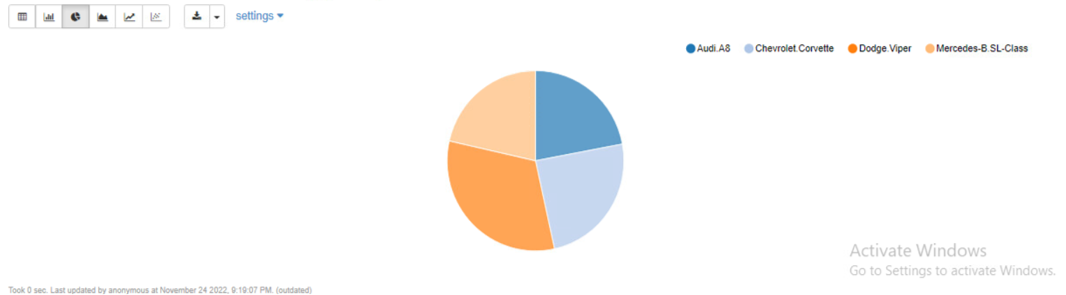 settings
Audi.A8 Chevrolet.Corvette Dodge.Viper Mercedes-B.SL-Class
Activate Windows
Go to Settings to activate Windows.
Took 0 sec. Last updated by anonymous at November 24 2022, 9:19:07 PM. (outdated)